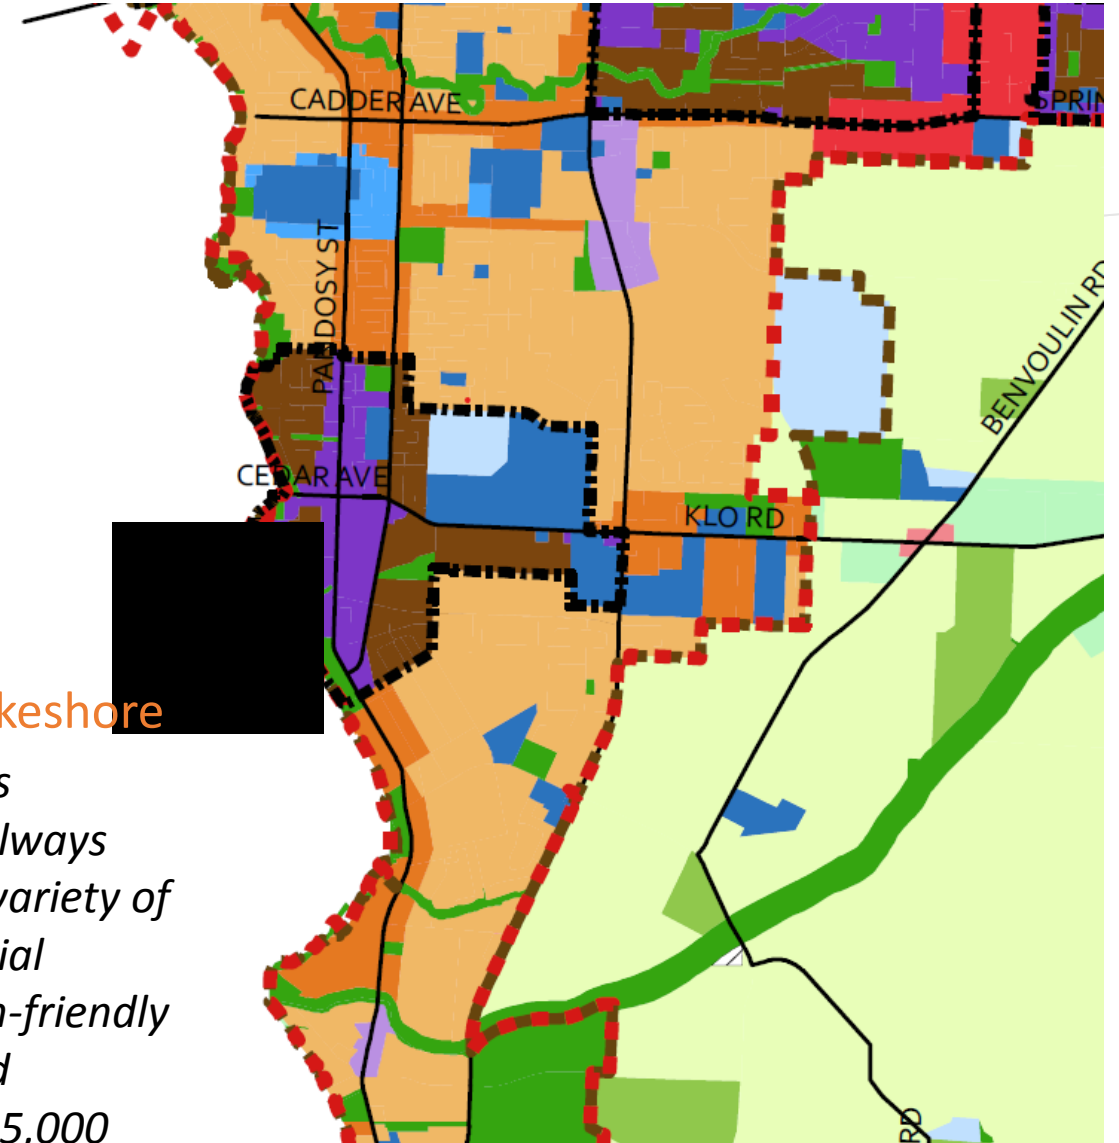 CADDER AVE
SPRIN
PANDOSY ST
BENVOULIN RD
CEDAR AVE
KLO RD
keshore
s
lways
variety of
ial
n-friendly
d
5,000
RD